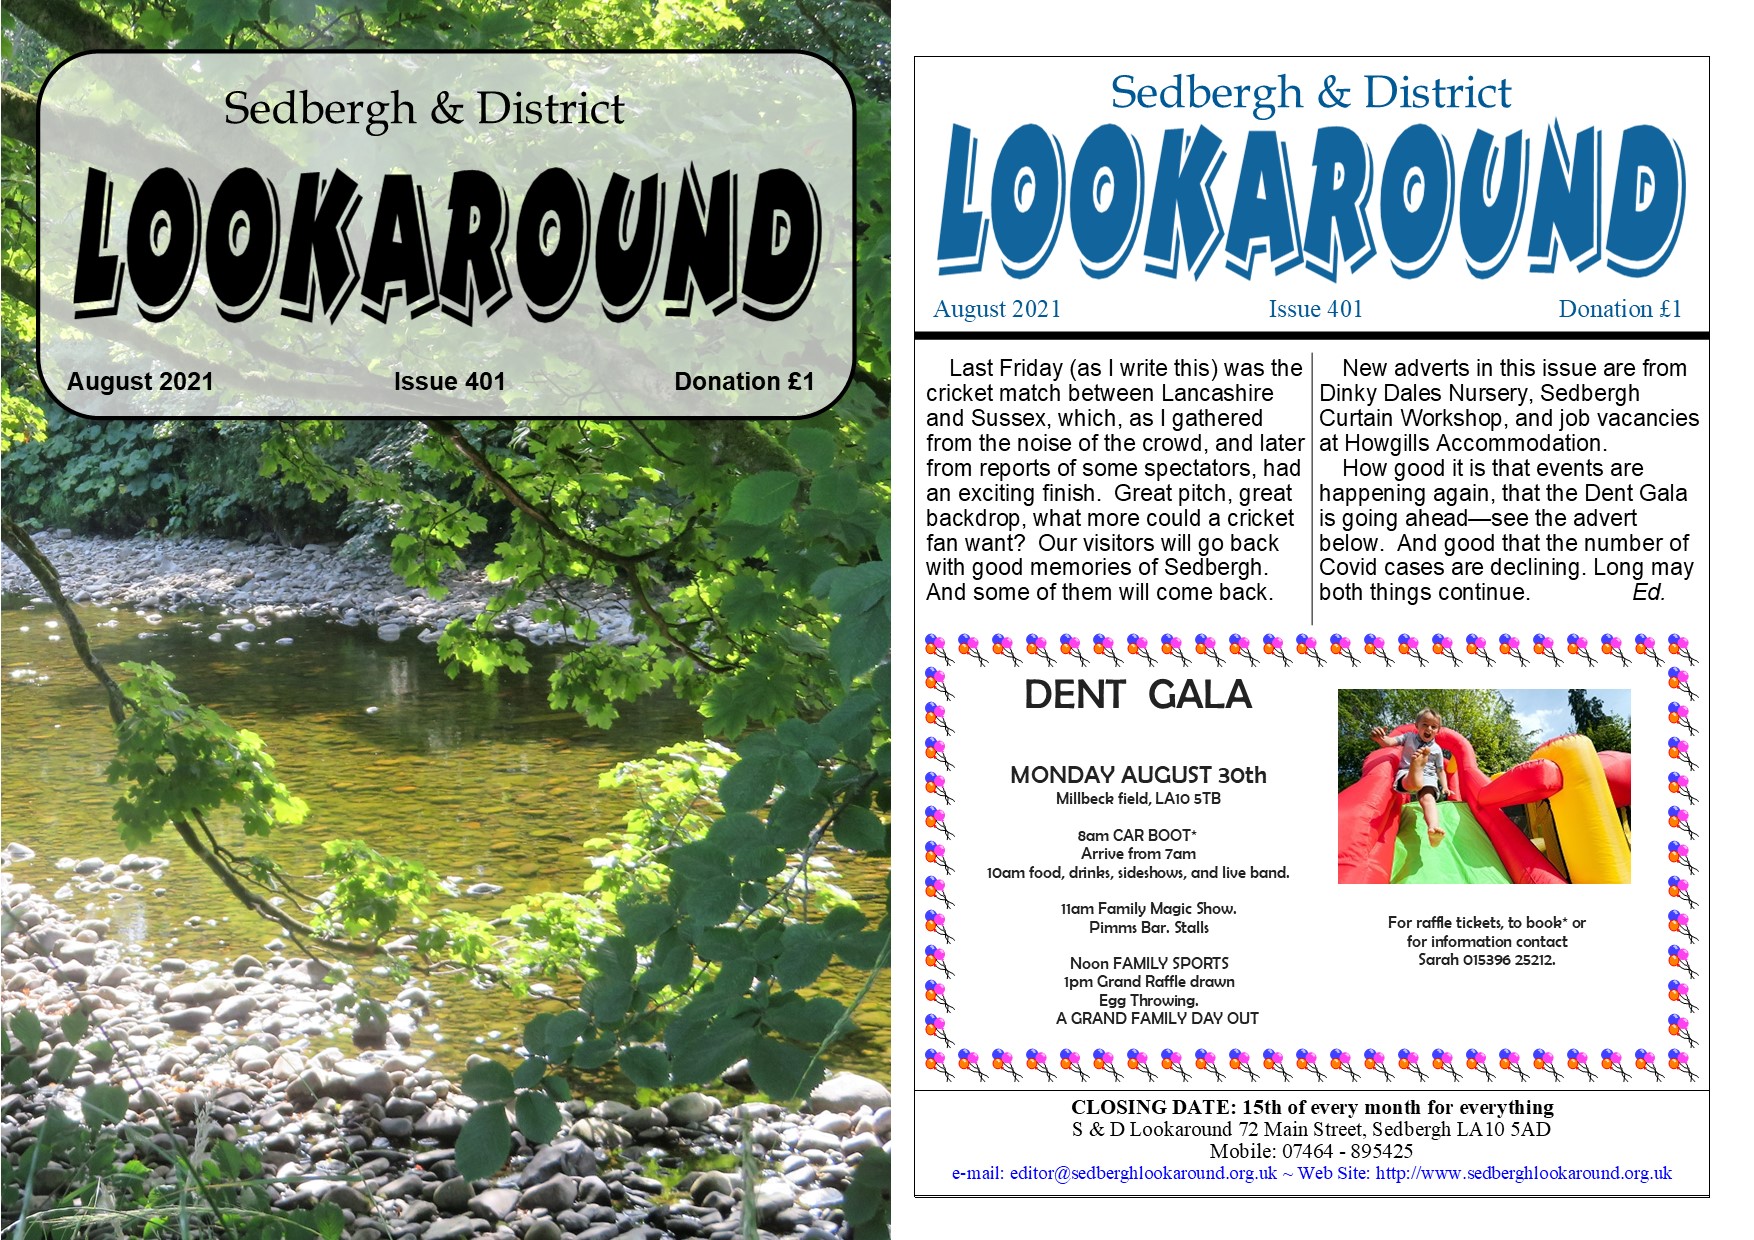 Sedbergh & District
LOOKAROUND
August 2021 Issue 401 Donation £1
Sedbergh & District
LOOKAROUND
August 2021 Issue 401 Donation £1
Last Friday (as I write this) was the
cricket match between Lancashire
and Sussex, which, as I gathered
from the noise of the crowd, and later
from reports of some spectators, had
an exciting finish.  Great pitch, great
backdrop, what more could a cricket
fan want?  Our visitors will go back
with good memories of Sedbergh.
And some of them will come back.
New adverts in this issue are from
Dinky Dales Nursery, Sedbergh
Curtain Workshop, and job vacancies
at Howgills Accommodation.
How good it is that events are
happening again, that the Dent Gala
is going ahead—see the advert
below.  And good that the number of
Covid cases are declining. Long may
both things continue. Ed.
DENT GALA
MONDAY AUGUST 30th
Millbeck field, LA10 5TB
8am CAR BOOT*
Arrive from 7am
10am food, drinks, sideshows, and live band.
11am Family Magic Show.
Pimms Bar. Stalls
Noon FAMILY SPORTS
1pm Grand Raffle drawn
Egg Throwing.
A GRAND FAMILY DAY OUT
For raffle tickets, to book* or
for information contact
Sarah 015396 25212.
CLOSING DATE: 15th of every month for everything
S & D Lookaround 72 Main Street, Sedbergh LA10 5AD
Mobile: 07464 - 895425
e-mail: editor@sedberghlookaround.org.uk ~ Web Site: http://www.sedberghlookaround.org.uk